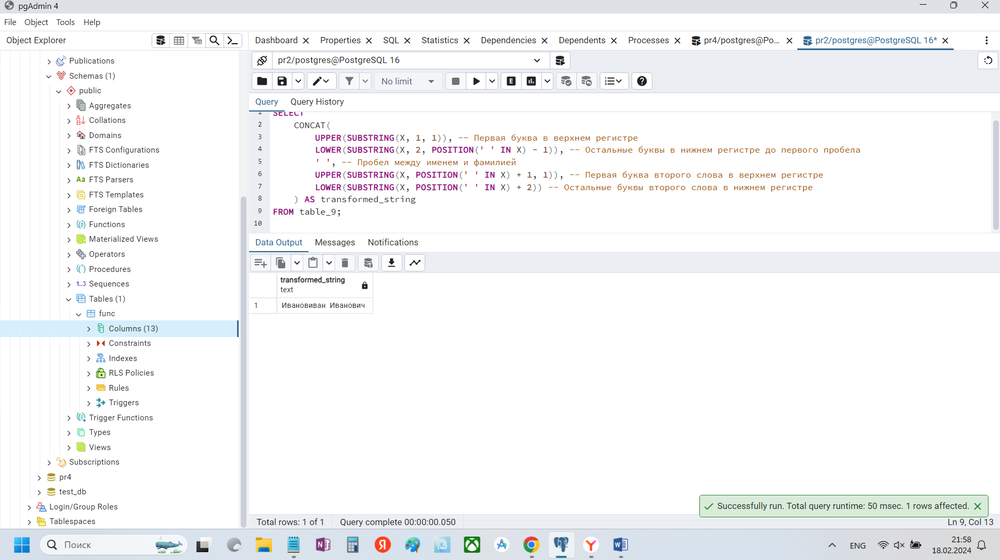 pgAdmin 4
File Object Tools Help
Object Explorer
Dashboard Properties SQL Statistics Dependencies Dependents Processes pr4/postgres@Po... pr2/postgres@PostgreSQL 16*
Publications
Schemas (1)
public
Aggregates
Collations
Domains
FTS Configurations
FTS Dictionaries
FTS Parsers
FTS Templates
Foreign Tables
Functions
Materialized Views
Operators
Procedures
1..3 Sequences
Tables (1)
func
Columns (13)
Constraints
Indexes
RLS Policies
Rules
Triggers
Trigger Functions
Types
Views
Subscriptions
pr4
test_db
Login/Group Roles
Tablespaces
pr2/postgres@PostgreSQL 16
No limit
Query Query History
1 SELECT
2 CONCAT(
3 UPPER(SUBSTRING(X, 1, 1)), -- Первая буква в верхнем регистре
4 LOWER(SUBSTRING(X, 2, POSITION(' ' IN X) - 1)), -- Остальные буквы в нижнем регистре до первого пробела
5 ' ', -- Пробел между именем и фамилией
6 UPPER(SUBSTRING(X, POSITION(' ' IN X) + 1, 1)), -- Первая буква второго слова в верхнем регистре
7 LOWER(SUBSTRING(X, POSITION(' ' IN X) + 2)) -- Остальные буквы второго слова в нижнем регистре
8 ) AS transformed_string
9 FROM table_9;
10
Data Output Messages Notifications
transformed_string
text
1 Ивановиван Иванович
Successfully run. Total query runtime: 50 msec. 1 rows affected.
Total rows: 1 of 1 Query complete 00:00:00.050 Ln 9, Col 13
Поиск
ENG
21:58
18.02.2024